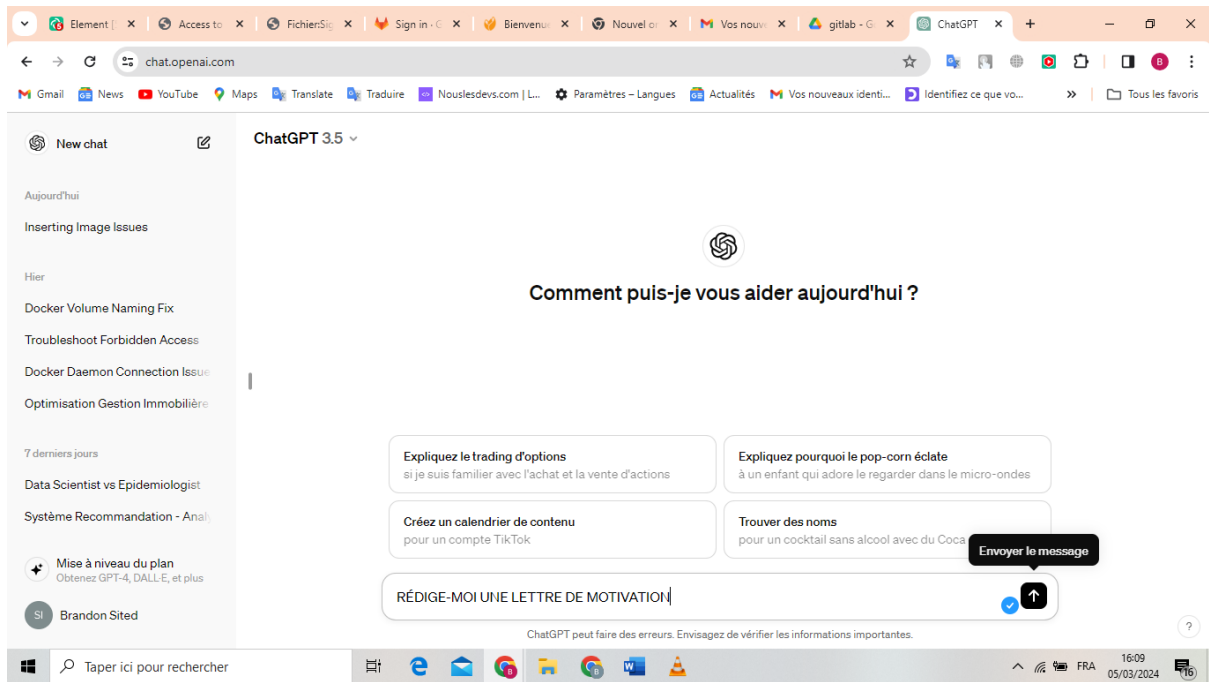 Element [ Access to Fichier:Sig Sign in · G Bienvenue Nouvel or Vos nouve gitlab - G ChatGPT
chat.openai.com B
Gmail News YouTube Maps Translate Traduire Nouslesdevs.com | L... Paramètres – Langues Actualités Vos nouveaux identi... Identifiez ce que vo... » Tous les favoris
New chat
ChatGPT 3.5
Aujourd'hui
Inserting Image Issues
Hier
Docker Volume Naming Fix
Troubleshoot Forbidden Access
Docker Daemon Connection Issue
Optimisation Gestion Immobilière
7 derniers jours
Data Scientist vs Epidemiologist
Système Recommandation - Analy
Mise à niveau du plan
Obtenez GPT-4, DALL·E, et plus
SI Brandon Sited
Comment puis-je vous aider aujourd'hui ?
Expliquez le trading d'options
si je suis familier avec l'achat et la vente d'actions
Expliquez pourquoi le pop-corn éclate
à un enfant qui adore le regarder dans le micro-ondes
Créez un calendrier de contenu
pour un compte TikTok
Trouver des noms
pour un cocktail sans alcool avec du Coca
Envoyer le message
RÉDIGE-MOI UNE LETTRE DE MOTIVATION
ChatGPT peut faire des erreurs. Envisagez de vérifier les informations importantes.
?
Taper ici pour rechercher
FRA
16:09
05/03/2024
16